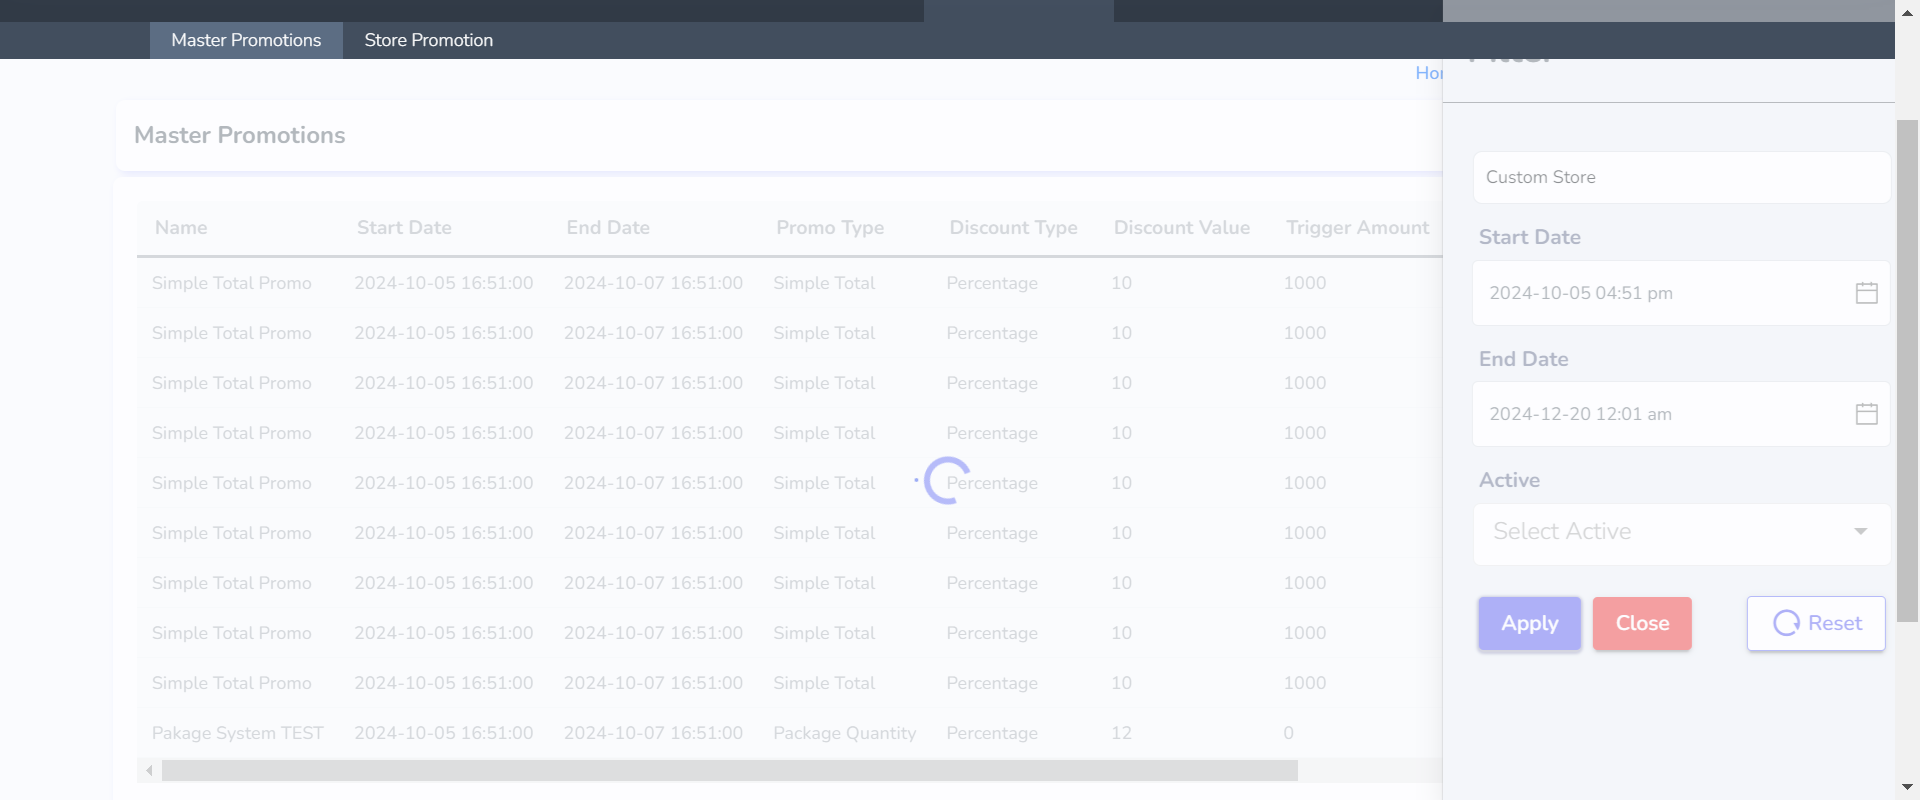 Master Promotions Store Promotion
Master Promotions
Name Start Date End Date Promo Type Discount Type Discount Value Trigger Amount
Simple Total Promo 2024-10-05 16:51:00 2024-10-07 16:51:00 Simple Total Percentage 10 1000
Simple Total Promo 2024-10-05 16:51:00 2024-10-07 16:51:00 Simple Total Percentage 10 1000
Simple Total Promo 2024-10-05 16:51:00 2024-10-07 16:51:00 Simple Total Percentage 10 1000
Simple Total Promo 2024-10-05 16:51:00 2024-10-07 16:51:00 Simple Total Percentage 10 1000
Simple Total Promo 2024-10-05 16:51:00 2024-10-07 16:51:00 Simple Total Percentage 10 1000
Simple Total Promo 2024-10-05 16:51:00 2024-10-07 16:51:00 Simple Total Percentage 10 1000
Simple Total Promo 2024-10-05 16:51:00 2024-10-07 16:51:00 Simple Total Percentage 10 1000
Simple Total Promo 2024-10-05 16:51:00 2024-10-07 16:51:00 Simple Total Percentage 10 1000
Simple Total Promo 2024-10-05 16:51:00 2024-10-07 16:51:00 Simple Total Percentage 10 1000
Pakage System TEST 2024-10-05 16:51:00 2024-10-07 16:51:00 Package Quantity Percentage 12 0
Custom Store
Start Date
2024-10-05 04:51 pm
End Date
2024-12-20 12:01 am
Active
Select Active
Apply Close Reset